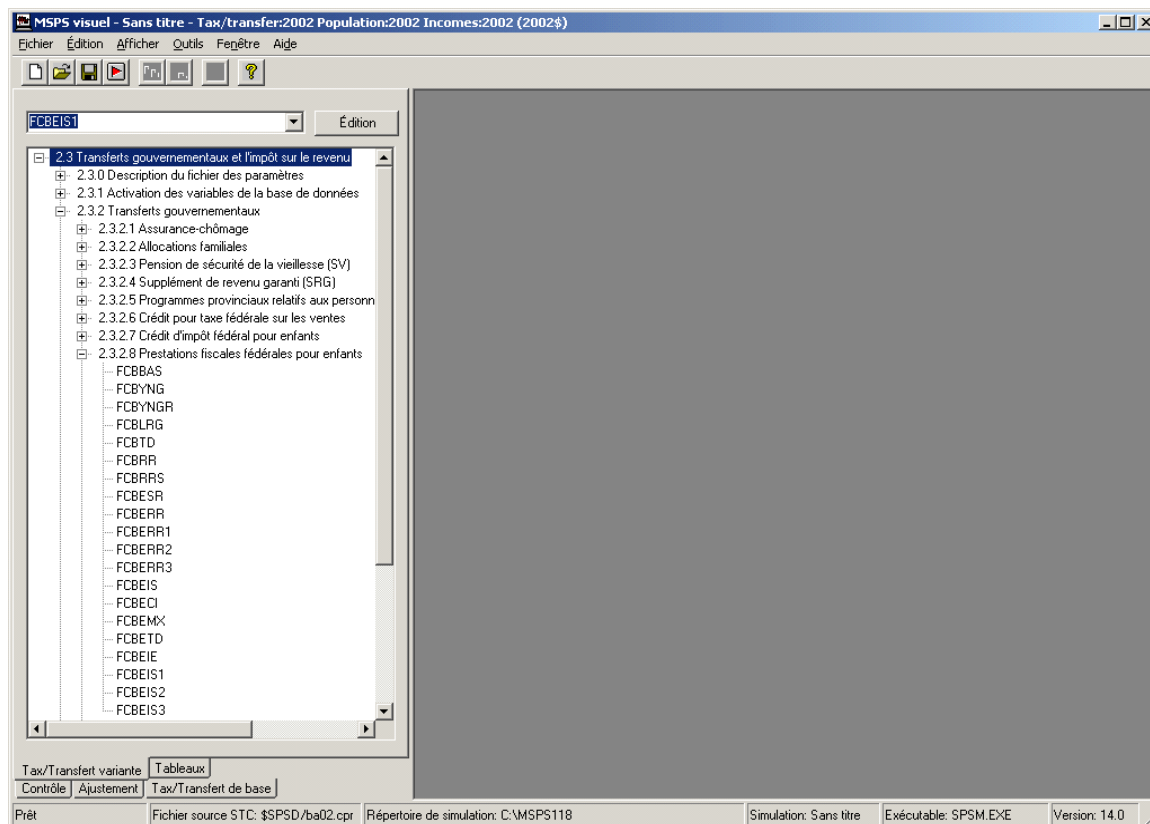 MSPS visuel - Sans titre - Tax/transfer:2002 Population:2002 Incomes:2002 (2002$)
Fichier Édition Afficher Outils Fenêtre Aide
FCBEIS1 Édition
2.3 Transferts gouvernementaux et l'impôt sur le revenu
2.3.0 Description du fichier des paramètres
2.3.1 Activation des variables de la base de données
2.3.2 Transferts gouvernementaux
2.3.2.1 Assurance-chômage
2.3.2.2 Allocations familiales
2.3.2.3 Pension de sécurité de la vieillesse (SV)
2.3.2.4 Supplément de revenu garanti (SRG)
2.3.2.5 Programmes provinciaux relatifs aux personn
2.3.2.6 Crédit pour taxe fédérale sur les ventes
2.3.2.7 Crédit d'impôt fédéral pour enfants
2.3.2.8 Prestations fiscales fédérales pour enfants
FCBBAS
FCBYNG
FCBYNGR
FCBLRG
FCBTD
FCBRR
FCBRRS
FCBESR
FCBERR
FCBERR1
FCBERR2
FCBERR3
FCBEIS
FCBECI
FCBEMX
FCBETD
FCBEIE
FCBEIS1
FCBEIS2
FCBEIS3
Tax/Transfert variante Tableaux
Contrôle Ajustement Tax/Transfert de base
Prêt Fichier source STC: $SPSD/ba02.cpr Répertoire de simulation: C:\MSPS118 Simulation: Sans titre Exécutable: SPSM.EXE Version: 14.0